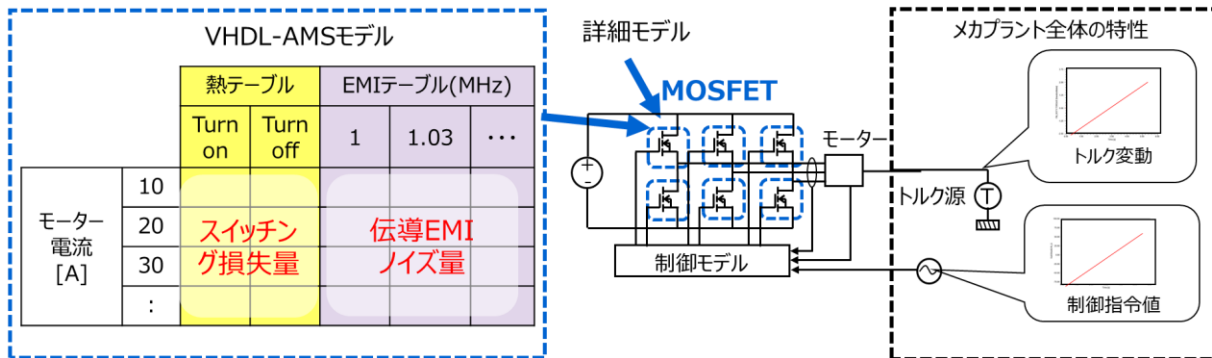 VHDL-AMSモデル
熱テーブル
EMIテーブル(MHz)
Turn
on
Turn
off
1
1.03
···
モーター
電流
[A]
10
20
30
:
スイッチン
グ損失量
伝導EMI
ノイズ量
詳細モデル
MOSFET
モーター
制御モデル
メカプラント全体の特性
トルク変動
トルク源
T
制御指令値